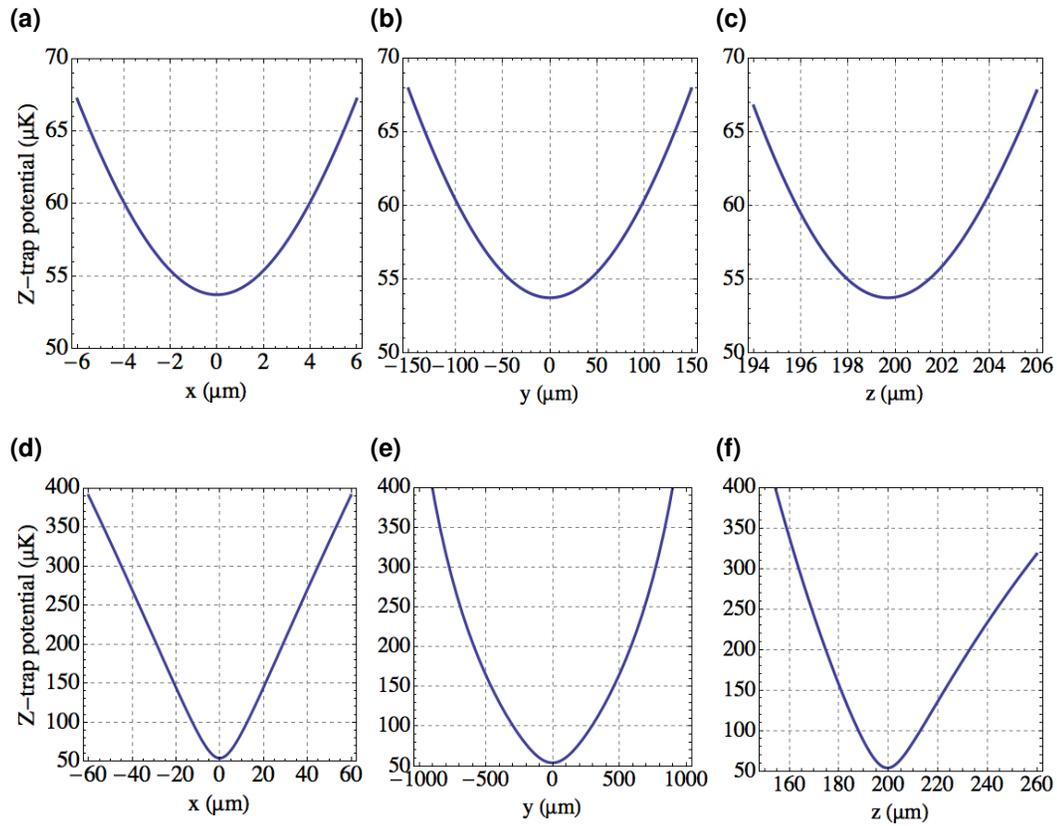 (a) (b) (c)
Z−trap potential (μK)
70
65
60
55
50
−6 −4 −2 0 2 4 6
x (μm)
70
65
60
55
50
−150 −100 −50 0 50 100 150
y (μm)
70
65
60
55
50
194 196 198 200 202 204 206
z (μm)
(d) (e) (f)
Z−trap potential (μK)
400
350
300
250
200
150
100
50
−60 −40 −20 0 20 40 60
x (μm)
400
350
300
250
200
150
100
50
−1000 −500 0 500 1000
y (μm)
400
350
300
250
200
150
100
50
160 180 200 220 240 260
z (μm)